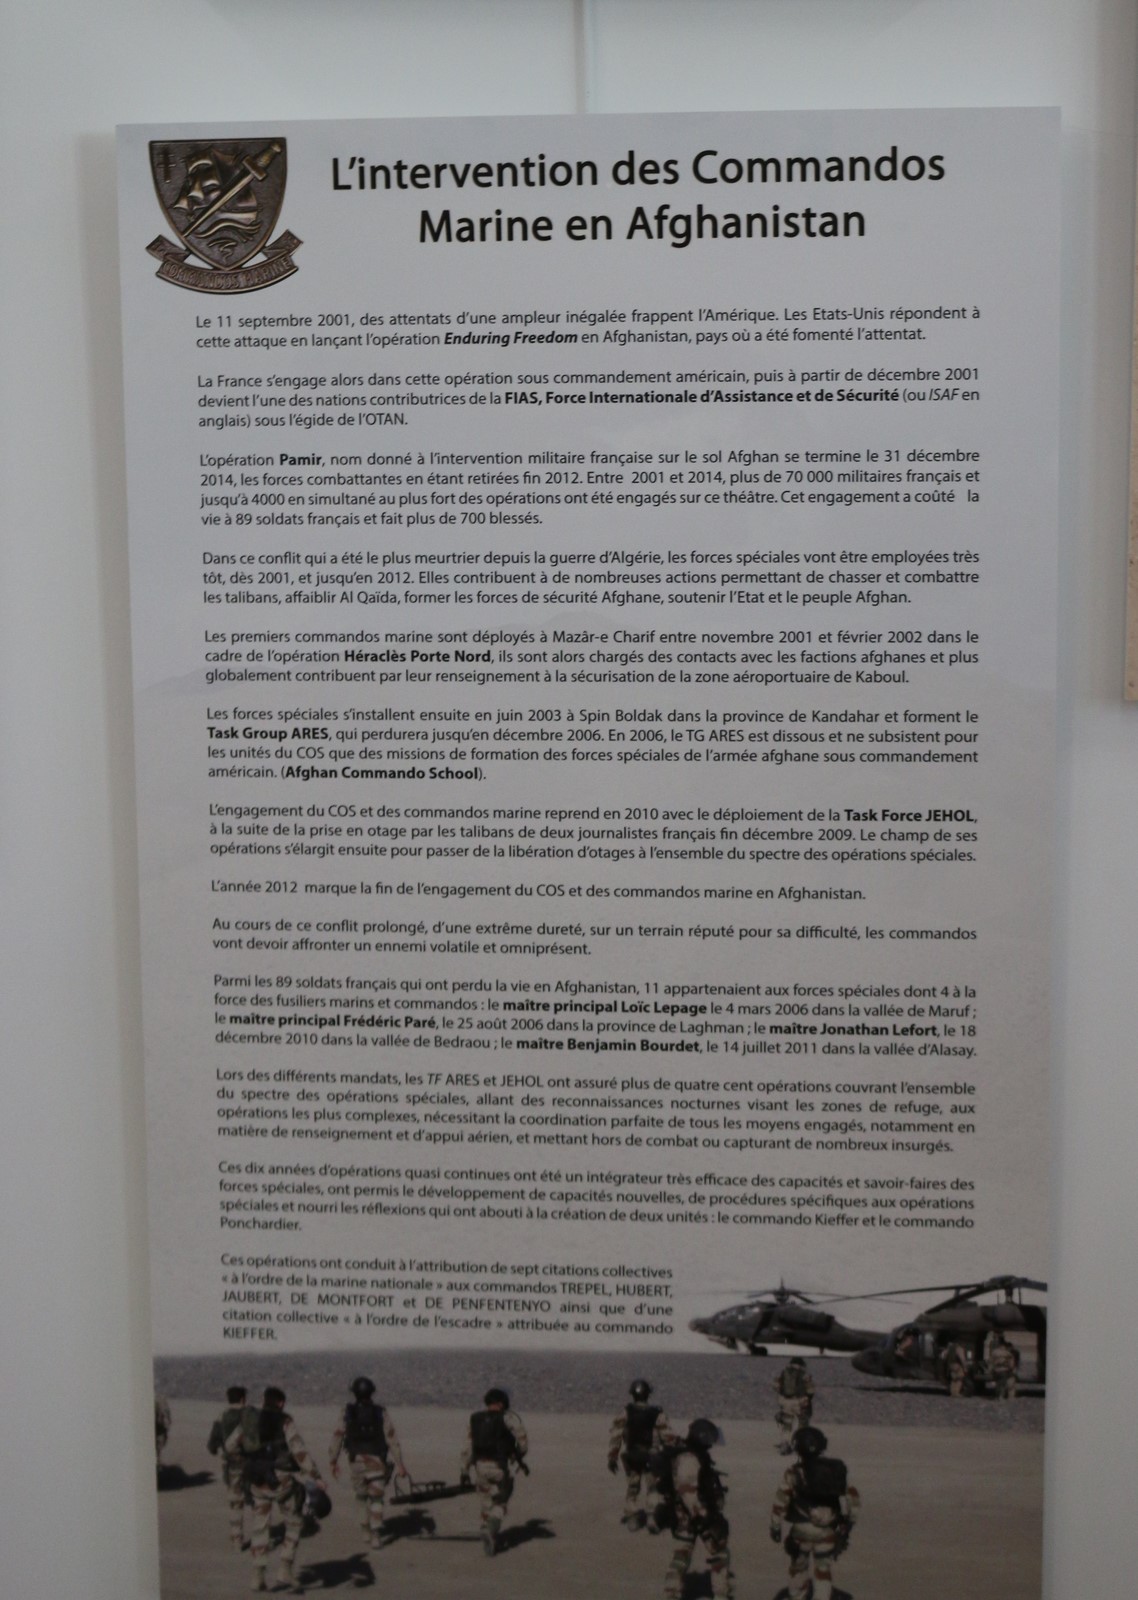 L'intervention des Commandos
Marine en Afghanistan
COMMANDOS MARINE
Le 11 septembre 2001, des attentats d'une ampleur inégalée frappent l'Amérique. Les Etats-Unis répondent à
cette attaque en lançant l'opération Enduring Freedom en Afghanistan, pays où a été fomenté l'attentat.
La France s'engage alors dans cette opération sous commandement américain, puis à partir de décembre 2001
devient l'une des nations contributrices de la FIAS, Force Internationale d'Assistance et de Sécurité (ou ISAF en
anglais) sous l'égide de l'OTAN.
L'opération Pamir, nom donné à l'intervention militaire française sur le sol Afghan se termine le 31 décembre
2014, les forces combattantes en étant retirées fin 2012. Entre 2001 et 2014, plus de 70 000 militaires français et
jusqu'à 4000 en simultané au plus fort des opérations ont été engagés sur ce théâtre. Cet engagement a coûté la
vie à 89 soldats français et fait plus de 700 blessés.
Dans ce conflit qui a été le plus meurtrier depuis la guerre d'Algérie, les forces spéciales vont être employées très
tôt, dès 2001, et jusqu'en 2012. Elles contribuent à de nombreuses actions permettant de chasser et combattre
les talibans, affaiblir Al Qaïda, former les forces de sécurité Afghane, soutenir l'Etat et le peuple Afghan.
Les premiers commandos marine sont déployés à Mazâr-e Charif entre novembre 2001 et février 2002 dans le
cadre de l'opération Héraclès Porte Nord, ils sont alors chargés des contacts avec les factions afghanes et plus
globalement contribuent par leur renseignement à la sécurisation de la zone aéroportuaire de Kaboul.
Les forces spéciales s'installent ensuite en juin 2003 à Spin Boldak dans la province de Kandahar et forment le
Task Group ARES, qui perdurera jusqu'en décembre 2006. En 2006, le TG ARES est dissous et ne subsistent pour
les unités du COS que des missions de formation des forces spéciales de l'armée afghane sous commandement
américain. (Afghan Commando School).
L'engagement du COS et des commandos marine reprend en 2010 avec le déploiement de la Task Force JEHOL,
à la suite de la prise en otage par les talibans de deux journalistes français fin décembre 2009. Le champ de ses
opérations s'élargit ensuite pour passer de la libération d'otages à l'ensemble du spectre des opérations spéciales.
L'année 2012 marque la fin de l'engagement du COS et des commandos marine en Afghanistan.
Au cours de ce conflit prolongé, d'une extrême dureté, sur un terrain réputé pour sa difficulté, les commandos
vont devoir affronter un ennemi volatile et omniprésent.
Parmi les 89 soldats français qui ont perdu la vie en Afghanistan, 11 appartenaient aux forces spéciales dont 4 à la
force des fusiliers marins et commandos : le maître principal Loïc Lepage le 4 mars 2006 dans la vallée de Maruf ;
le maître principal Frédéric Paré, le 25 août 2006 dans la province de Laghman ; le maître Jonathan Lefort, le 18
décembre 2010 dans la vallée de Bedraou ; le maître Benjamin Bourdet, le 14 juillet 2011 dans la vallée d'Alasay.
Lors des différents mandats, les TF ARES et JEHOL ont assuré plus de quatre cent opérations couvrant l'ensemble
du spectre des opérations spéciales, allant des reconnaissances nocturnes visant les zones de refuge, aux
opérations les plus complexes, nécessitant la coordination parfaite de tous les moyens engagés, notamment en
matière de renseignement et d'appui aérien, et mettant hors de combat ou capturant de nombreux insurgés.
Ces dix années d'opérations quasi continues ont été un intégrateur très efficace des capacités et savoir-faires des
forces spéciales, ont permis le développement de capacités nouvelles, de procédures spécifiques aux opérations
spéciales et nourri les réflexions qui ont abouti à la création de deux unités : le commando Kieffer et le commando
Ponchardier.
Ces opérations ont conduit à l'attribution de sept citations collectives
« à l'ordre de la marine nationale » aux commandos TREPEL, HUBERT,
JAUBERT, DE MONTFORT et DE PENFENTENYO ainsi que d'une
citation collective « à l'ordre de l'escadre » attribuée au commando
KIEFFER.